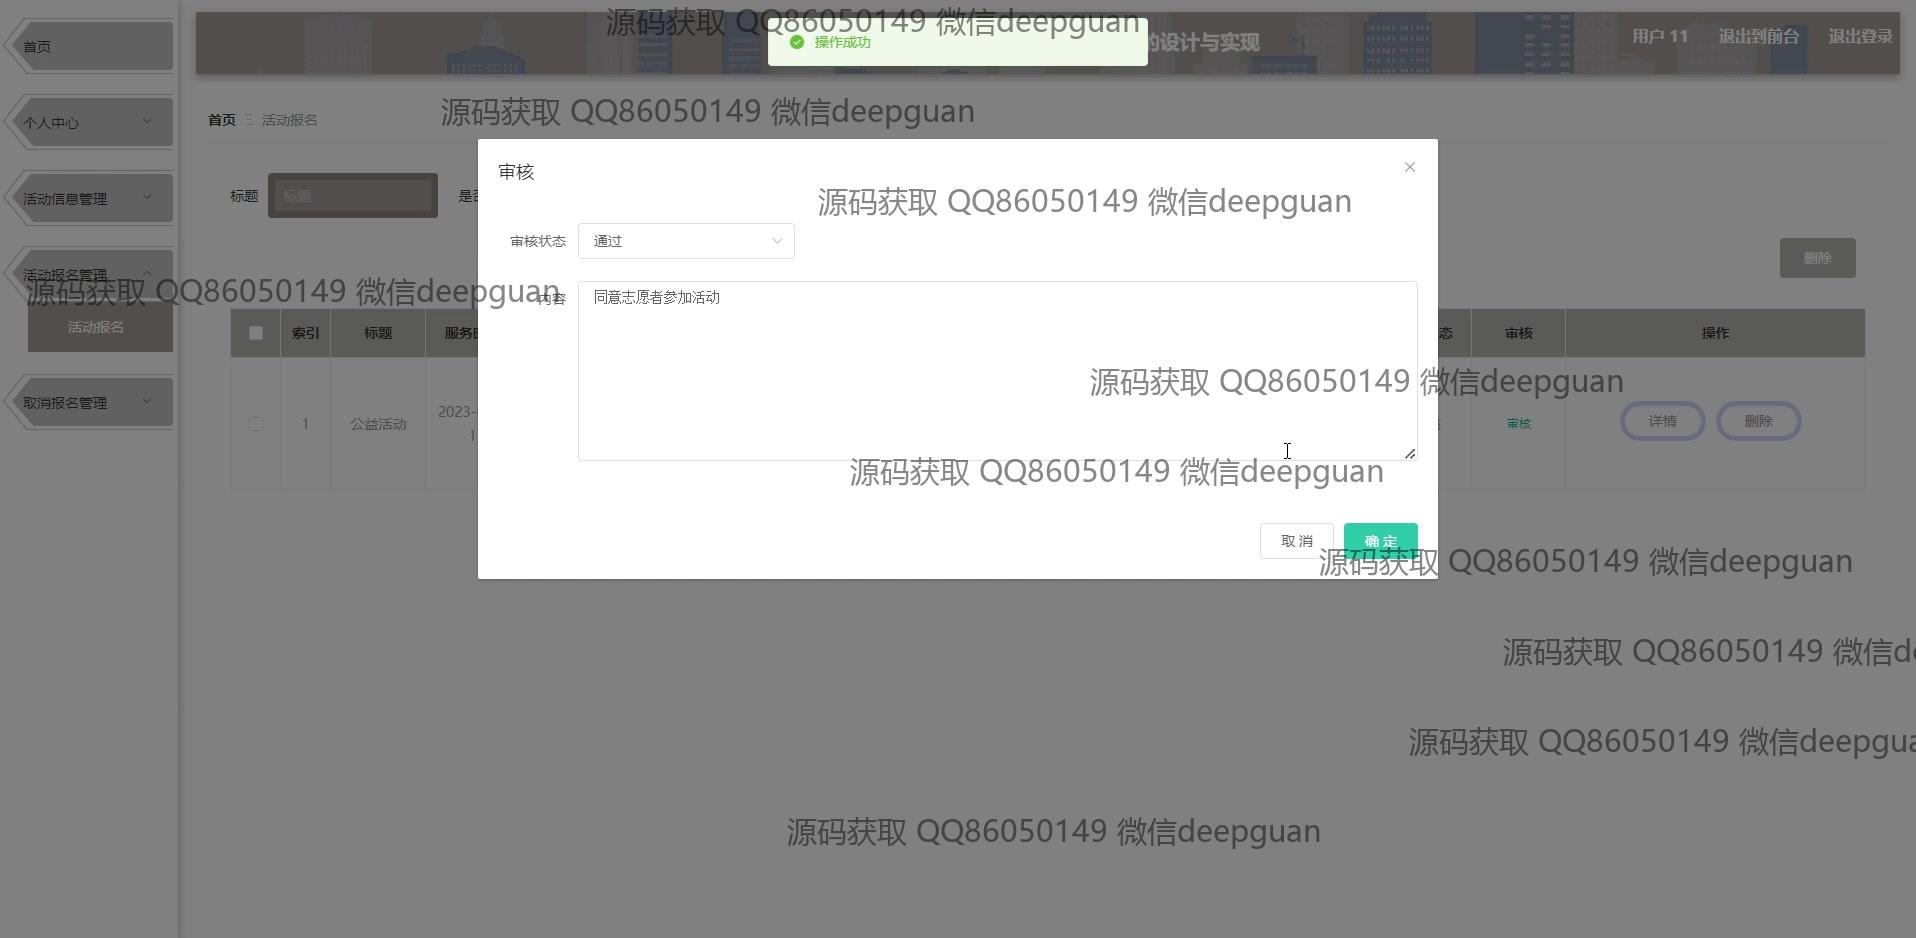 首页
个人中心
活动信息管理
活动报名管理
活动报名
取消报名管理
源码获取 QQ86050149 微信deepguan
操作成功
的设计与实现
用户 11
退出到前台
退出登录
首页
活动报名
源码获取 QQ86050149 微信deepguan
标题
标题
审核
源码获取 QQ86050149 微信deepguan
审核状态
通过
删除
源码获取 QQ86050149 微信deepguan
内容
同意志愿者参加活动
索引
标题
服务
态
审核
操作
源码获取 QQ86050149 微信deepguan
1
公益活动
2023-
1
审核
详情
删除
源码获取 QQ86050149 微信deepguan
取消
确定
源码获取 QQ86050149 微信deepguan
源码获取 QQ86050149 微信de
源码获取 QQ86050149 微信deepgua
源码获取 QQ86050149 微信deepguan